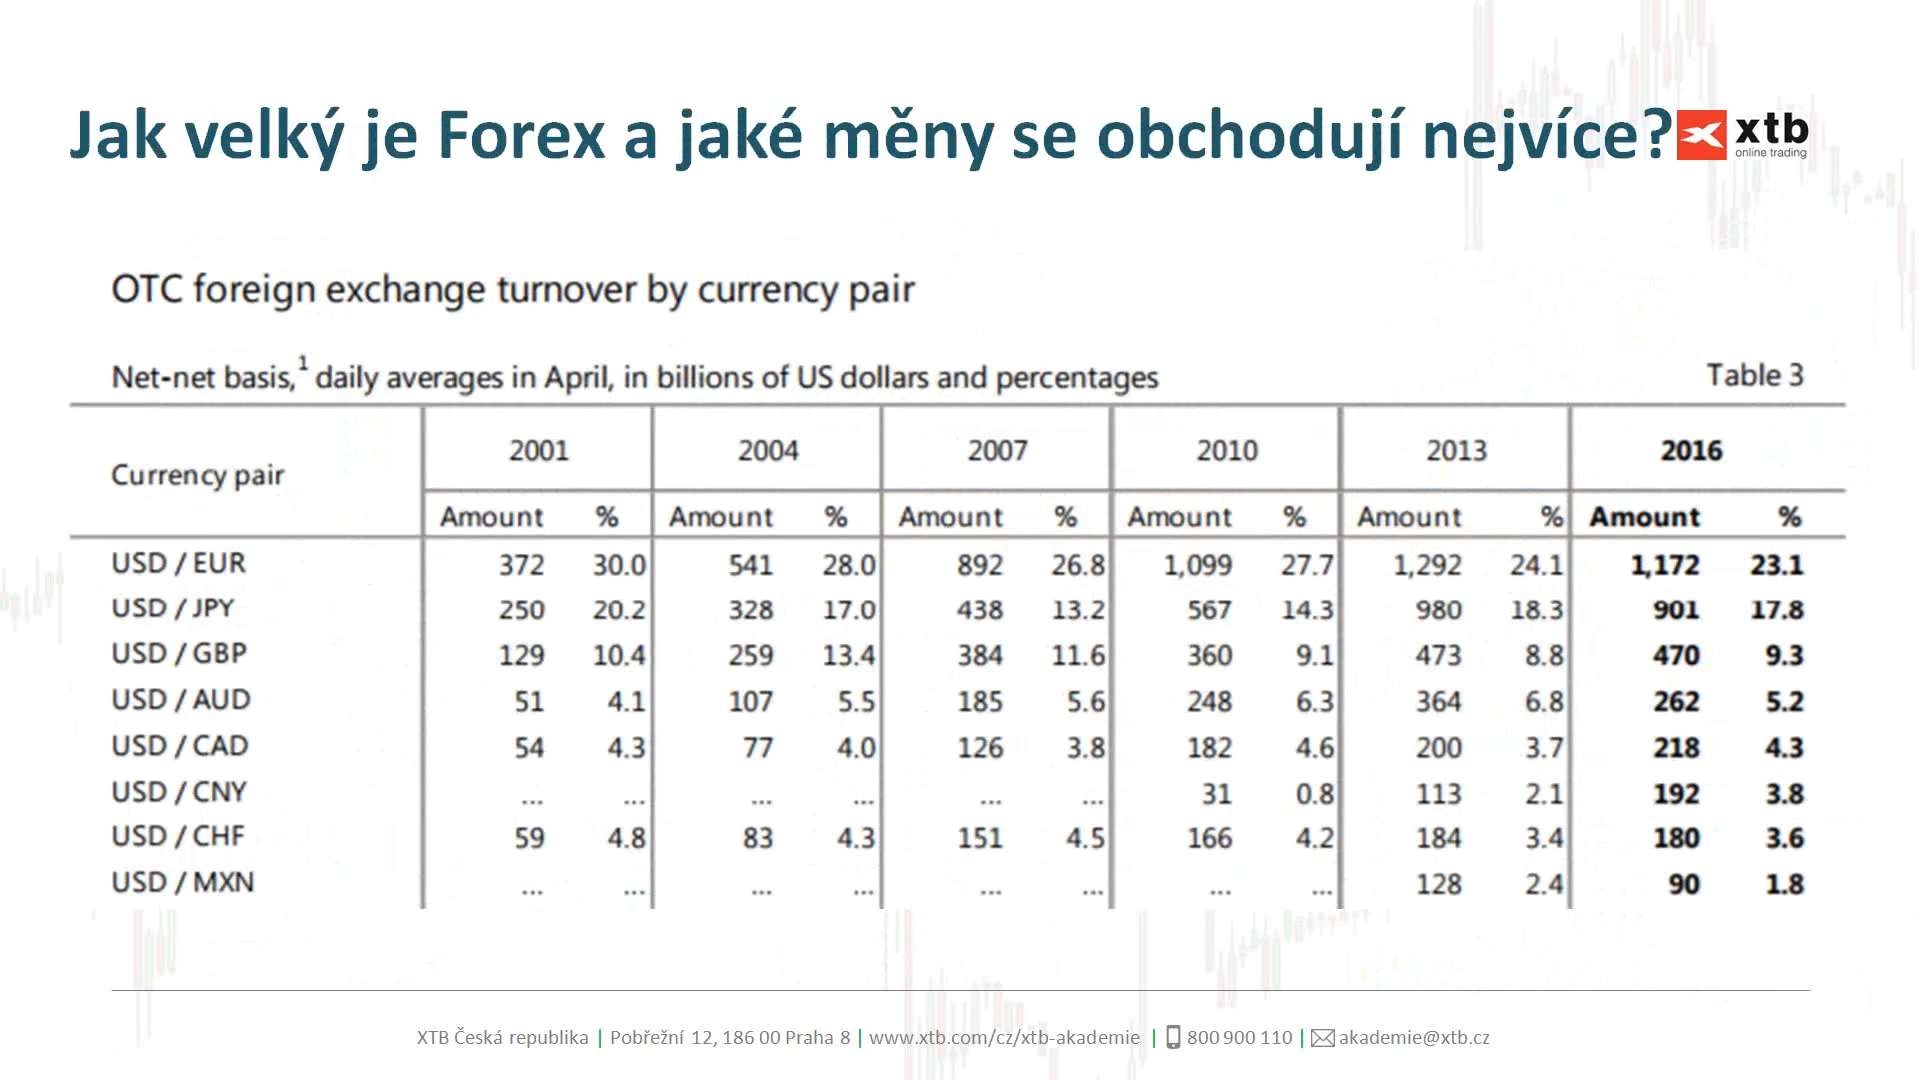 Jak velký je Forex a jaké měny se obchodují nejvíce?
xtb
online trading
OTC foreign exchange turnover by currency pair
Net-net basis,1 daily averages in April, in billions of US dollars and percentages Table 3
Currency pair 2001 2004 2007 2010 2013 2016
Amount % Amount % Amount % Amount % Amount % Amount %
USD / EUR 372 30.0 541 28.0 892 26.8 1,099 27.7 1,292 24.1 1,172 23.1
USD / JPY 250 20.2 328 17.0 438 13.2 567 14.3 980 18.3 901 17.8
USD / GBP 129 10.4 259 13.4 384 11.6 360 9.1 473 8.8 470 9.3
USD / AUD 51 4.1 107 5.5 185 5.6 248 6.3 364 6.8 262 5.2
USD / CAD 54 4.3 77 4.0 126 3.8 182 4.6 200 3.7 218 4.3
USD / CNY ... ... ... ... ... ... 31 0.8 113 2.1 192 3.8
USD / CHF 59 4.8 83 4.3 151 4.5 166 4.2 184 3.4 180 3.6
USD / MXN ... ... ... ... ... ... ... ... 128 2.4 90 1.8
XTB Česká republika | Pobřežní 12, 186 00 Praha 8 | www.xtb.com/cz/xtb-akademie | 800 900 110 | akademie@xtb.cz